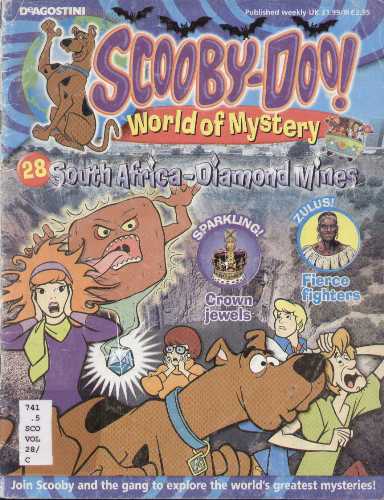 DeAGOSTINI
Published weekly UK £1.99/IR £2.95
SCOOBY-DOO!
World of Mystery
28 South Africa-Diamond Mines
SPARKLING!
Crown
jewels
ZULUS!
Fierce
fighters
741
.5
SCO
VOL
28/
C
Join Scooby and the gang to explore the world's greatest mysteries!